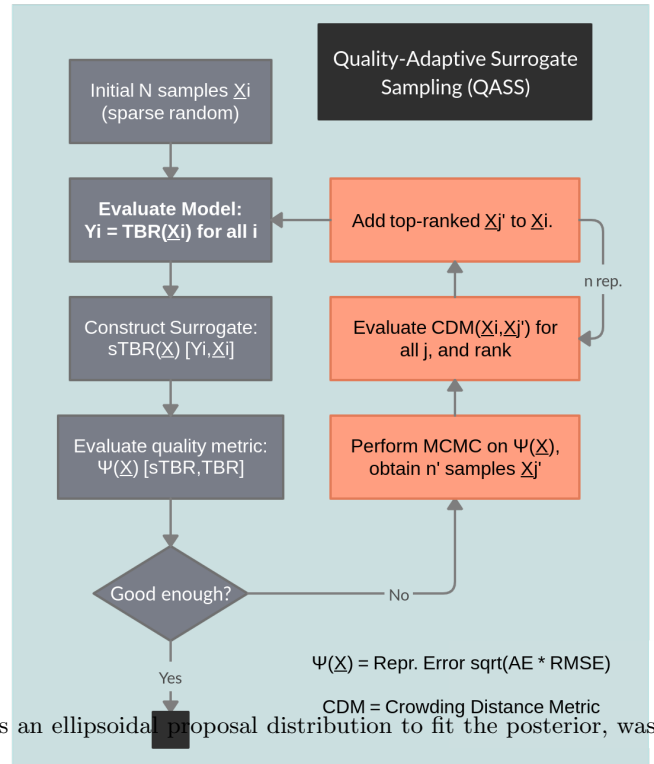 Quality-Adaptive Surrogate
Sampling (QASS)
Initial N samples Xi
(sparse random)
Evaluate Model:
Yi = TBR(Xi) for all i
Construct Surrogate:
sTBR(X) [Yi,Xi]
Evaluate quality metric:
Ψ(X) [sTBR,TBR]
Good enough?
No
Yes
Perform MCMC on Ψ(X),
obtain n' samples Xj'
Evaluate CDM(Xi,Xj') for
all j, and rank
Add top-ranked Xj' to Xi.
n rep.
Ψ(X) = Repr. Error sqrt(AE * RMSE)
CDM = Crowding Distance Metric
s an ellipsoidal proposal distribution to fit the posterior, was